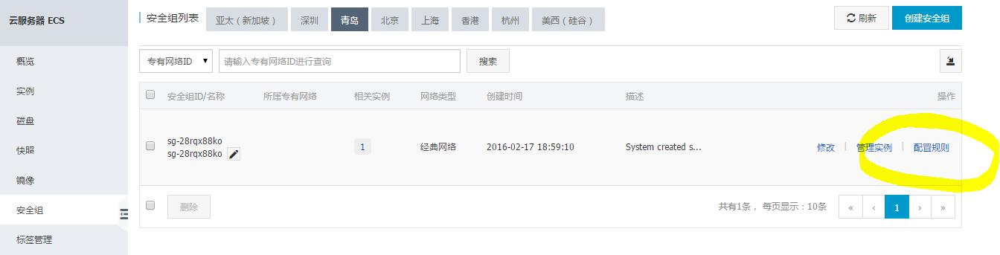 云服务器 ECS
概览
实例
磁盘
快照
镜像
安全组
标签管理
安全组列表 亚太（新加坡） 深圳 青岛 北京 上海 香港 杭州 美西（硅谷） 刷新 创建安全组
专有网络ID 请输入专有网络ID进行查询 搜索
安全组ID/名称 所属专有网络 相关实例 网络类型 创建时间 描述 操作
sg-28rqx88ko
sg-28rqx88ko 1 经典网络 2016-02-17 18:59:10 System created s... 修改 | 管理实例 | 配置规则
删除 共有1条， 每页显示：10条 « ‹ 1 › »